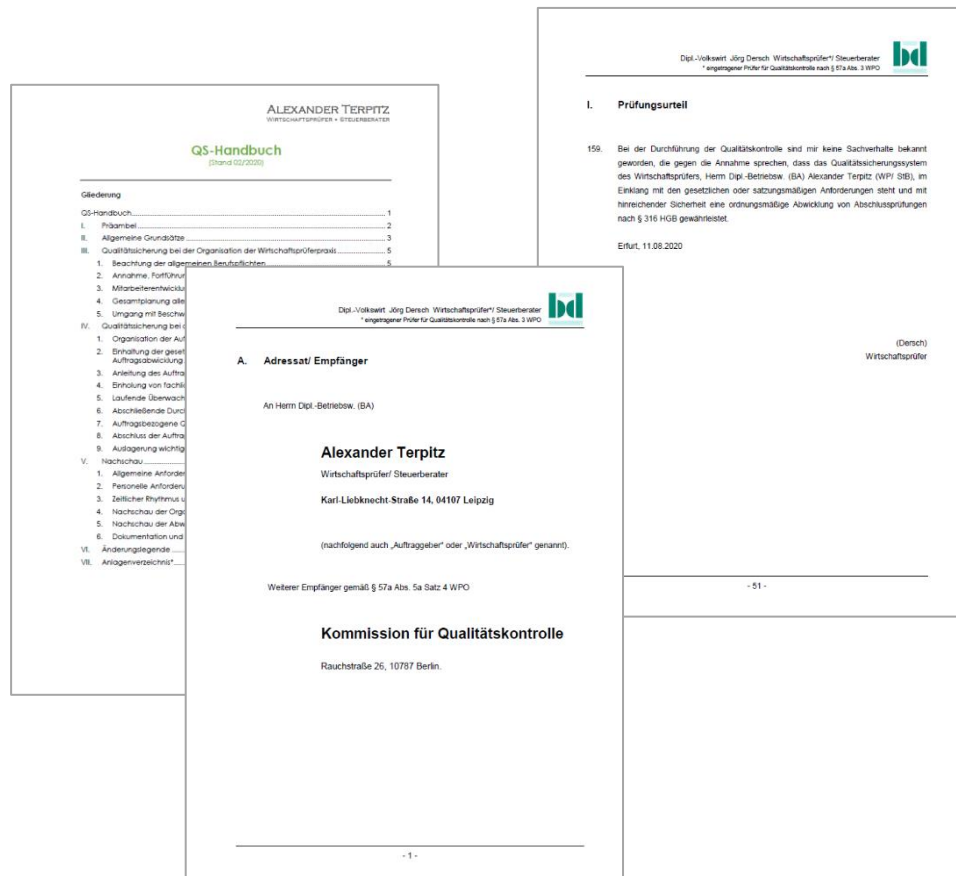 ALEXANDER TERPITZ
WIRTSCHAFTSPRÜFER + STEUERBERATER
QS-Handbuch
(Stand 02/2020)
Gliederung
QS-Handbuch 1
I. Präambel 2
II. Allgemeine Grundsätze 3
III. Qualitätssicherung bei der Organisation der Wirtschaftsprüferpraxis 5
1. Beachtung der allgemeinen Berufspflichten 5
2. Annahme, Fortführun
3. Mitarbeiterentwicklu
4. Gesamtplanung alle
5. Umgang mit Beschw
IV. Qualitätssicherung bei
1. Organisation der Auf
2. Einhaltung der geset
Auftragsabwicklung
3. Anleitung des Auftra
4. Einholung von fachli
5. Laufende Überwach
6. Abschließende Durc
7. Auftragsbezogene Q
8. Abschluss der Auftra
9. Auslagerung wichtig
V. Nachschau
1. Allgemeine Anforder
2. Personelle Anforderu
3. Zeitlicher Rhythmus u
4. Nachschau der Orga
5. Nachschau der Abw
6. Dokumentation und
VI. Änderungslegende
VII. Anlagenverzeichnis*
Dipl.-Volkswirt Jörg Dersch Wirtschaftsprüfer*/ Steuerberater
* eingetragener Prüfer für Qualitätskontrolle nach § 57a Abs. 3 WPO
bd
A. Adressat/ Empfänger
An Herrn Dipl.-Betriebsw. (BA)
Alexander Terpitz
Wirtschaftsprüfer/ Steuerberater
Karl-Liebknecht-Straße 14, 04107 Leipzig
(nachfolgend auch „Auftraggeber“ oder „Wirtschaftsprüfer“ genannt).
Weiterer Empfänger gemäß § 57a Abs. 5a Satz 4 WPO
Kommission für Qualitätskontrolle
Rauchstraße 26, 10787 Berlin.
- 1 -
Dipl.-Volkswirt Jörg Dersch Wirtschaftsprüfer*/ Steuerberater
* eingetragener Prüfer für Qualitätskontrolle nach § 57a Abs. 3 WPO
bd
I. Prüfungsurteil
159. Bei der Durchführung der Qualitätskontrolle sind mir keine Sachverhalte bekannt
geworden, die gegen die Annahme sprechen, dass das Qualitätssicherungssystem
des Wirtschaftsprüfers, Herrn Dipl.-Betriebsw. (BA) Alexander Terpitz (WP/ StB), im
Einklang mit den gesetzlichen oder satzungsmäßigen Anforderungen steht und mit
hinreichender Sicherheit eine ordnungsmäßige Abwicklung von Abschlussprüfungen
nach § 316 HGB gewährleistet.
Erfurt, 11.08.2020
(Dersch)
Wirtschaftsprüfer
- 51 -